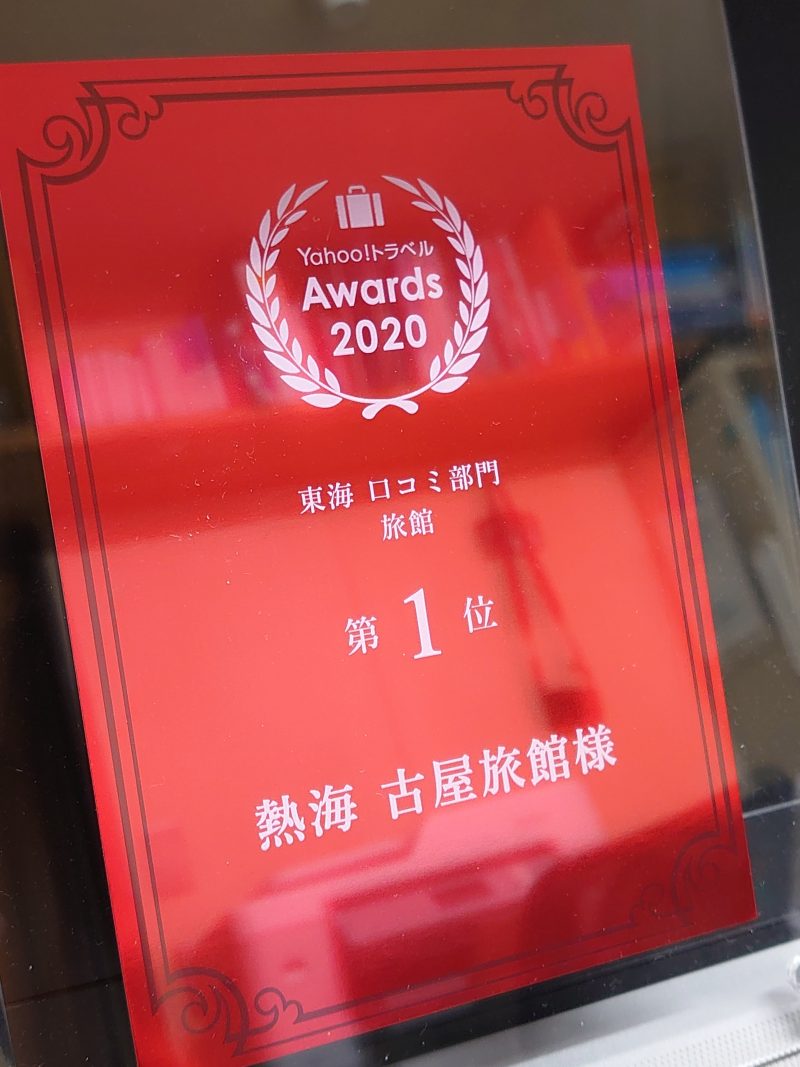 Yahoo!トラベル
Awards
2020
東海 口コミ部門
旅館
第 1 位
熱海 古屋旅館様